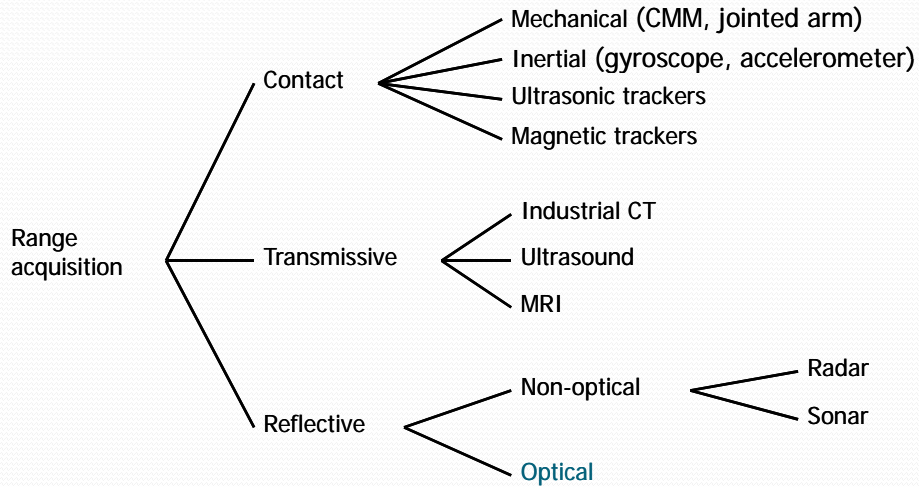 Mechanical (CMM, jointed arm)
Inertial (gyroscope, accelerometer)
Contact
Ultrasonic trackers
Magnetic trackers
Range
acquisition
Industrial CT
Transmissive
Ultrasound
MRI
Non-optical
Radar
Sonar
Reflective
Optical